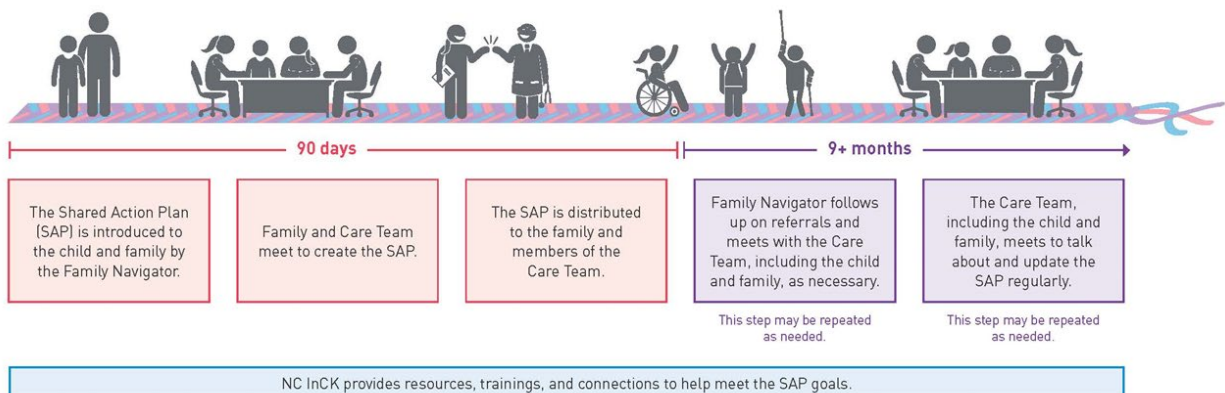 90 days
9+ months
The Shared Action Plan
(SAP) is introduced to
the child and family by
the Family Navigator.
Family and Care Team
meet to create the SAP.
The SAP is distributed
to the family and
members of the
Care Team.
Family Navigator follows
up on referrals and
meets with the Care
Team, including the child
and family, as necessary.
This step may be repeated
as needed.
The Care Team,
including the child and
family, meets to talk
about and update the
SAP regularly.
This step may be repeated
as needed.
NC InCK provides resources, trainings, and connections to help meet the SAP goals.